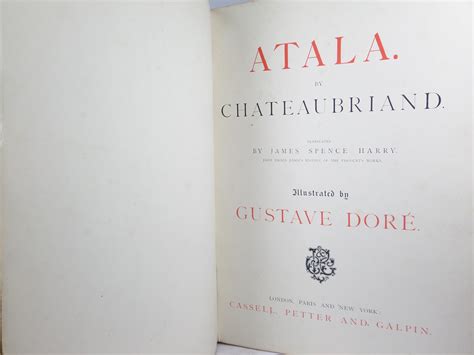 ATALA.
BY
CHATEAUBRIAND.
BY JAMES SPENCE HARRY.
Illustrated by
GUSTAVE DORÉ.
LONDON, PARIS AND NEW YORK:
CASSELL, PETTER AND GALPIN.